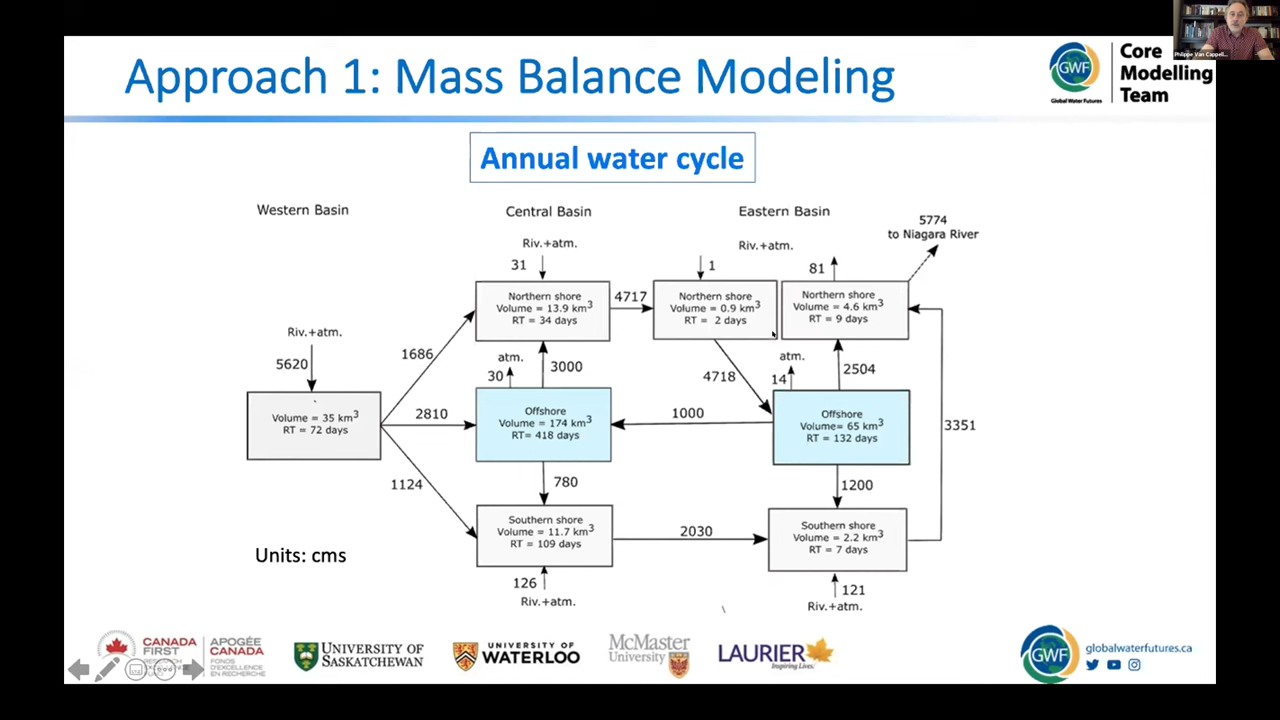 Approach 1: Mass Balance Modeling
GWF
Global Water Futures
Core
Modelling
Team
Annual water cycle
Western Basin
Central Basin
Eastern Basin
5774
to Niagara River
Riv.+atm.
31
Riv.+atm.
1
81
Northern shore
Volume = 13.9 km3
RT = 34 days
4717
Northern shore
Volume = 0.9 km3
RT = 2 days
Northern shore
Volume = 4.6 km3
RT = 9 days
Riv.+atm.
5620
1686
atm.
30
3000
4718
atm.
14
2504
Volume = 35 km3
RT = 72 days
2810
Offshore
Volume = 174 km3
RT= 418 days
1000
Offshore
Volume= 65 km3
RT = 132 days
3351
1124
780
1200
Southern shore
Volume = 11.7 km3
RT = 109 days
2030
Southern shore
Volume = 2.2 km3
RT = 7 days
Units: cms
126
Riv.+atm.
121
Riv.+atm.
CANADA
FIRST
APOGÉE
CANADA
FONDS
D'EXCELLENCE
EN RECHERCHE
UNIVERSITY OF
SASKATCHEWAN
UNIVERSITY OF
WATERLOO
McMaster
University
LAURIER
Inspiring Lives.
GWF
globalwaterfutures.ca